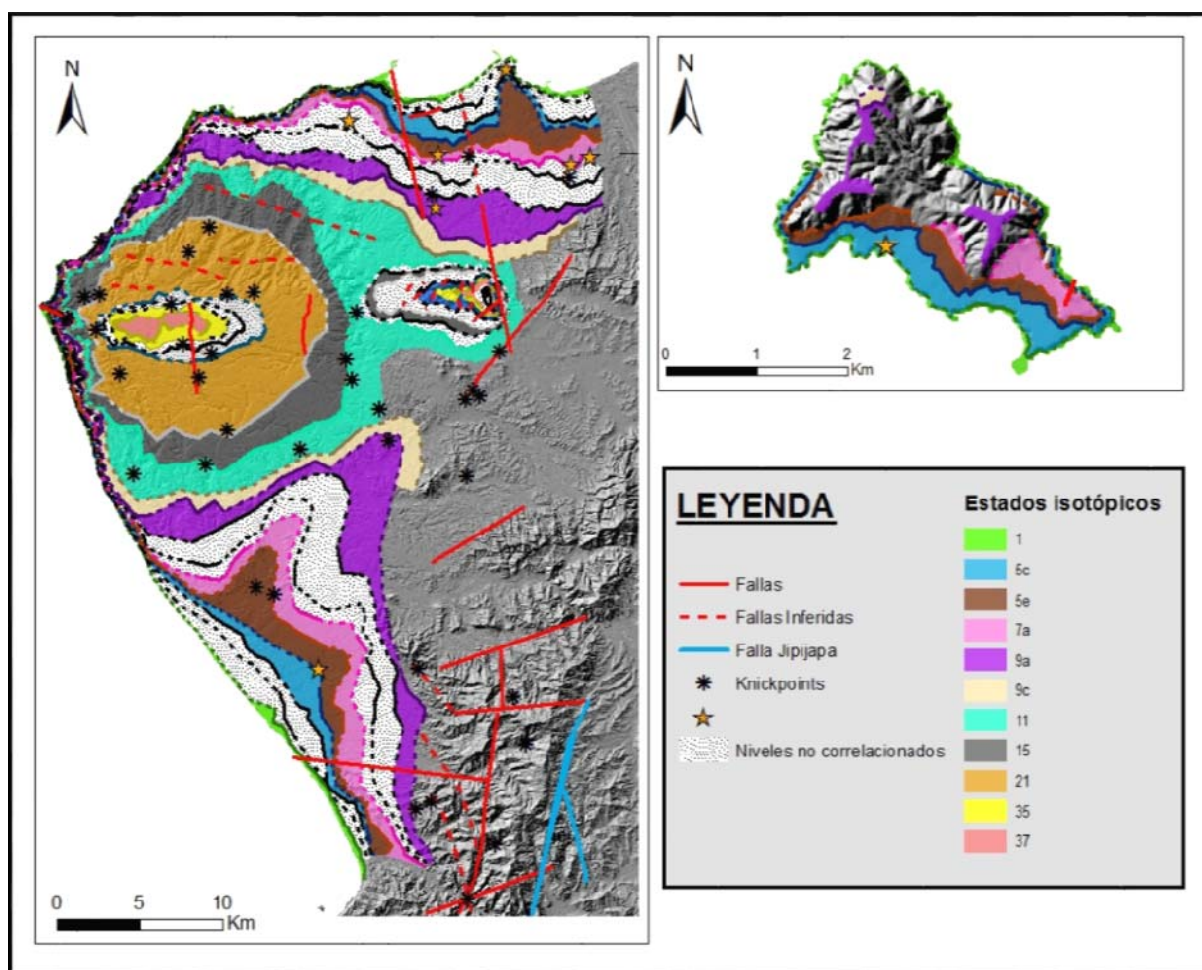 N
0 5 10
Km
N
0 1 2
Km
LEYENDA
Fallas
Fallas Inferidas
Falla Jipijapa
Knickpoints
Niveles no correlacionados
Estados isotópicos
1
5c
5e
7a
9a
9c
11
15
21
35
37